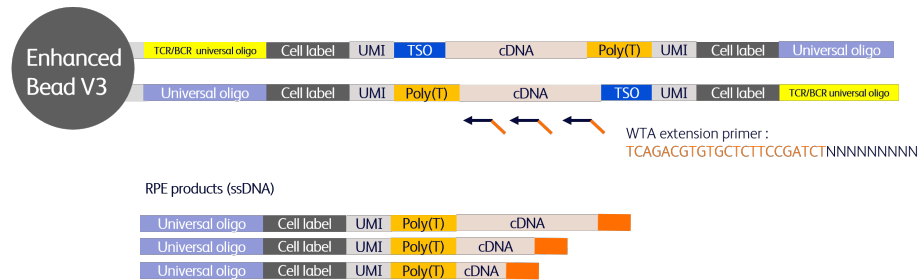 Enhanced
Bead V3
TCR/BCR universal oligo Cell label UMI TSO cDNA Poly(T) UMI Cell label Universal oligo
Universal oligo Cell label UMI Poly(T) cDNA TSO UMI Cell label TCR/BCR universal oligo
WTA extension primer :
TCAGACGTGTGCTCTTCCGATCTNNNNNNNNN
RPE products (ssDNA)
Universal oligo Cell label UMI Poly(T) cDNA
Universal oligo Cell label UMI Poly(T) cDNA
Universal oligo Cell label UMI Poly(T) cDNA